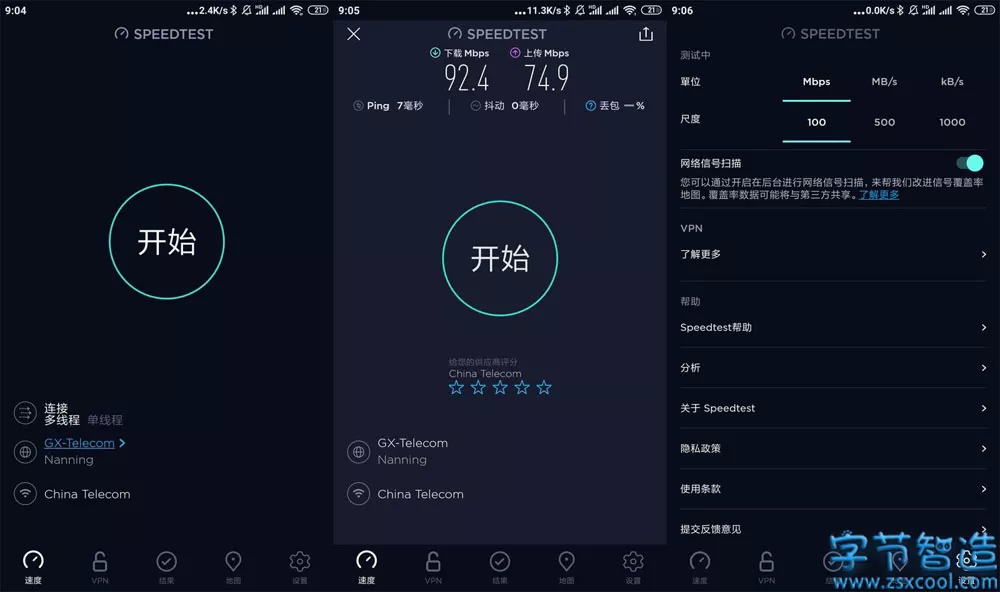 9:04
...2.4K/s
HD
21
SPEEDTEST
开始
连接
多线程 单线程
GX-Telecom
Nanning
China Telecom
速度
VPN
结果
地图
设置
9:05
...11.3K/s
HD
21
SPEEDTEST
下载 Mbps
上传 Mbps
92.4
74.9
Ping 7毫秒
抖动 0毫秒
丢包 一 %
开始
给您的供应商评分
China Telecom
GX-Telecom
Nanning
China Telecom
速度
VPN
结果
地图
设置
9:06
...0.0K/s
HD
21
SPEEDTEST
测试中
單位 Mbps MB/s kB/s
尺度 100 500 1000
网络信号扫描
您可以通过开启在后台进行网络信号扫描，来帮我们改进信号覆盖率
地图。覆盖率数据可能将与第三方共享。了解更多
VPN
了解更多
帮助
Speedtest帮助
分析
关于 Speedtest
隐私政策
使用条款
提交反馈意见
速度
VPN
字节智造
www.zsxcool.com